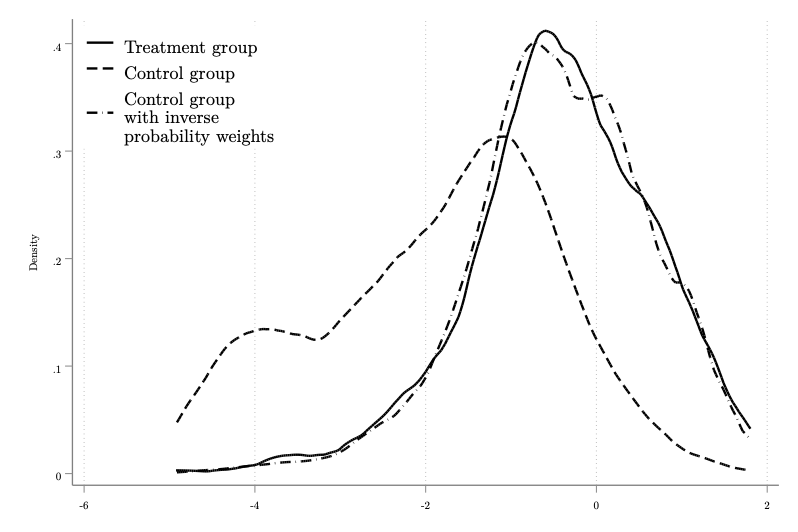 Treatment group
Control group
Control group
with inverse
probability weights
Density
.4
.3
.2
.1
0
-6
-4
-2
0
2